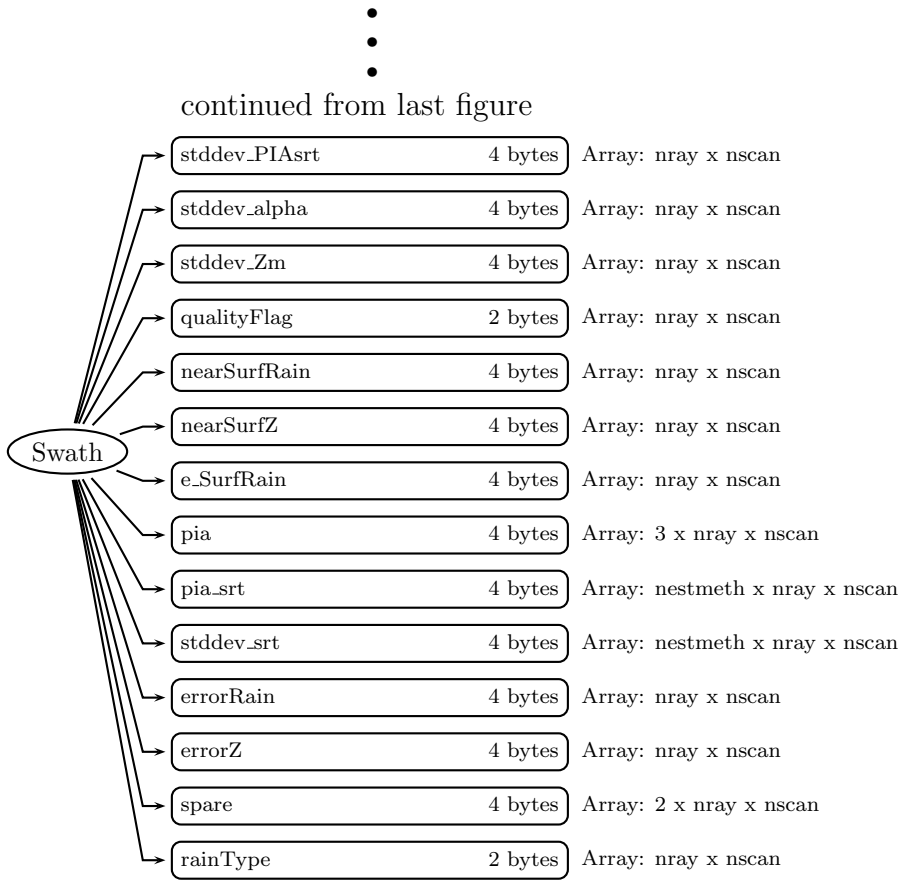 continued from last figure
stddev_PIAsrt 4 bytes Array: nray x nscan
stddev_alpha 4 bytes Array: nray x nscan
stddev_Zm 4 bytes Array: nray x nscan
qualityFlag 2 bytes Array: nray x nscan
nearSurfRain 4 bytes Array: nray x nscan
nearSurfZ 4 bytes Array: nray x nscan
Swath
e_SurfRain 4 bytes Array: nray x nscan
pia 4 bytes Array: 3 x nray x nscan
pia_srt 4 bytes Array: nestmeth x nray x nscan
stddev_srt 4 bytes Array: nestmeth x nray x nscan
errorRain 4 bytes Array: nray x nscan
errorZ 4 bytes Array: nray x nscan
spare 4 bytes Array: 2 x nray x nscan
rainType 2 bytes Array: nray x nscan